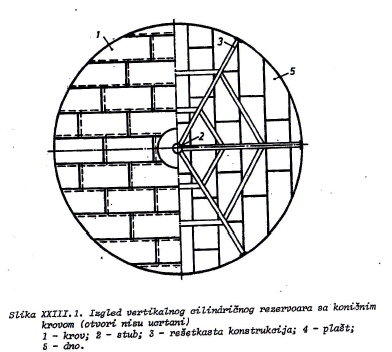 1
3
5
2
Slika XXIII.1. Izgled vertikalnog cilindričnog rezervoara sa koničnim
krovom (otvori nisu ucrtani)
1 - krov; 2 - stub; 3 - rešetkasta konstrukcija; 4 - plašt;
5 - dno.